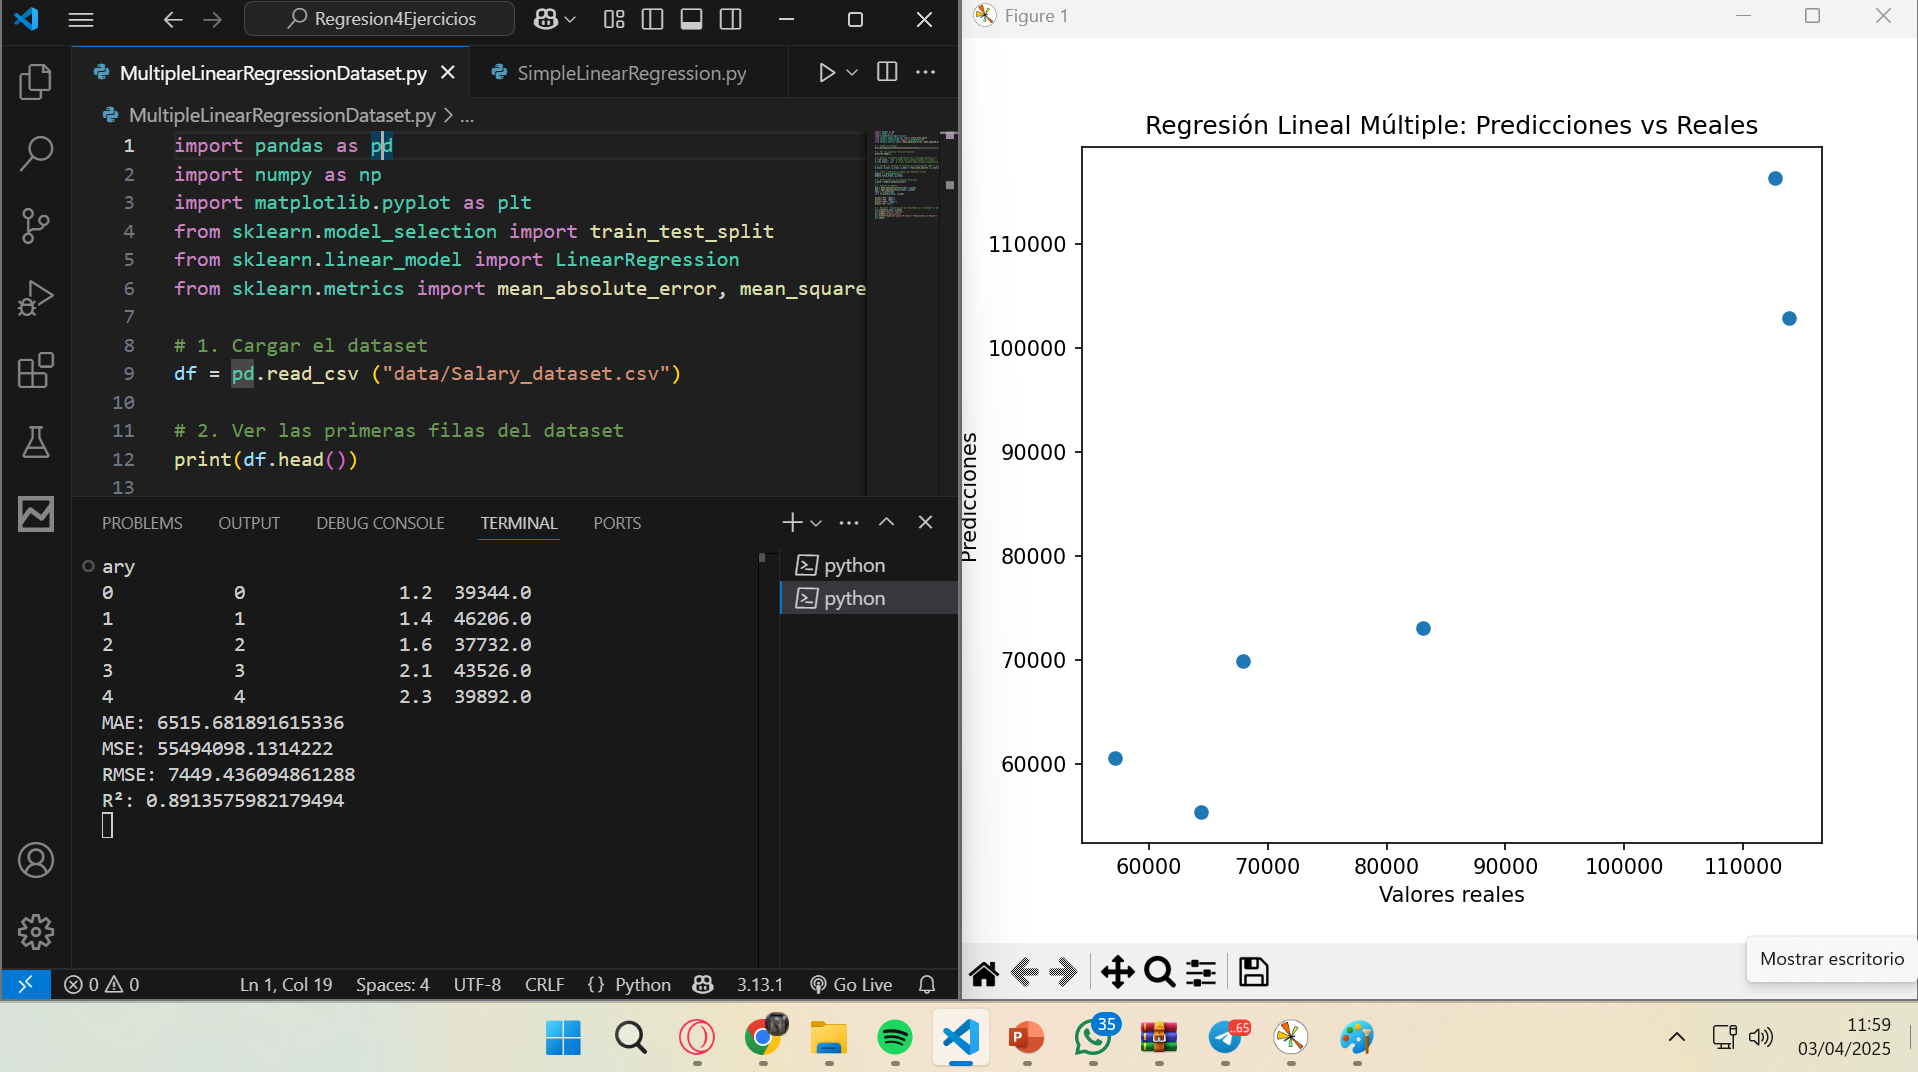 Regresion4Ejercicios
MultipleLinearRegressionDataset.py
SimpleLinearRegression.py
MultipleLinearRegressionDataset.py > ...
1 import pandas as pd
2 import numpy as np
3 import matplotlib.pyplot as plt
4 from sklearn.model_selection import train_test_split
5 from sklearn.linear_model import LinearRegression
6 from sklearn.metrics import mean_absolute_error, mean_square
7
8 # 1. Cargar el dataset
9 df = pd.read_csv ("data/Salary_dataset.csv")
10
11 # 2. Ver las primeras filas del dataset
12 print(df.head())
13
PROBLEMS OUTPUT DEBUG CONSOLE TERMINAL PORTS
ary
0 0 1.2 39344.0
1 1 1.4 46206.0
2 2 1.6 37732.0
3 3 2.1 43526.0
4 4 2.3 39892.0
MAE: 6515.681891615336
MSE: 55494098.1314222
RMSE: 7449.436094861288
R²: 0.8913575982179494
python
python
0 0 Ln 1, Col 19 Spaces: 4 UTF-8 CRLF {} Python 3.13.1 Go Live
Figure 1
Regresión Lineal Múltiple: Predicciones vs Reales
110000
100000
90000
80000
70000
60000
Predicciones
60000 70000 80000 90000 100000 110000
Valores reales
Mostrar escritorio
P
35
..65
11:59
03/04/2025